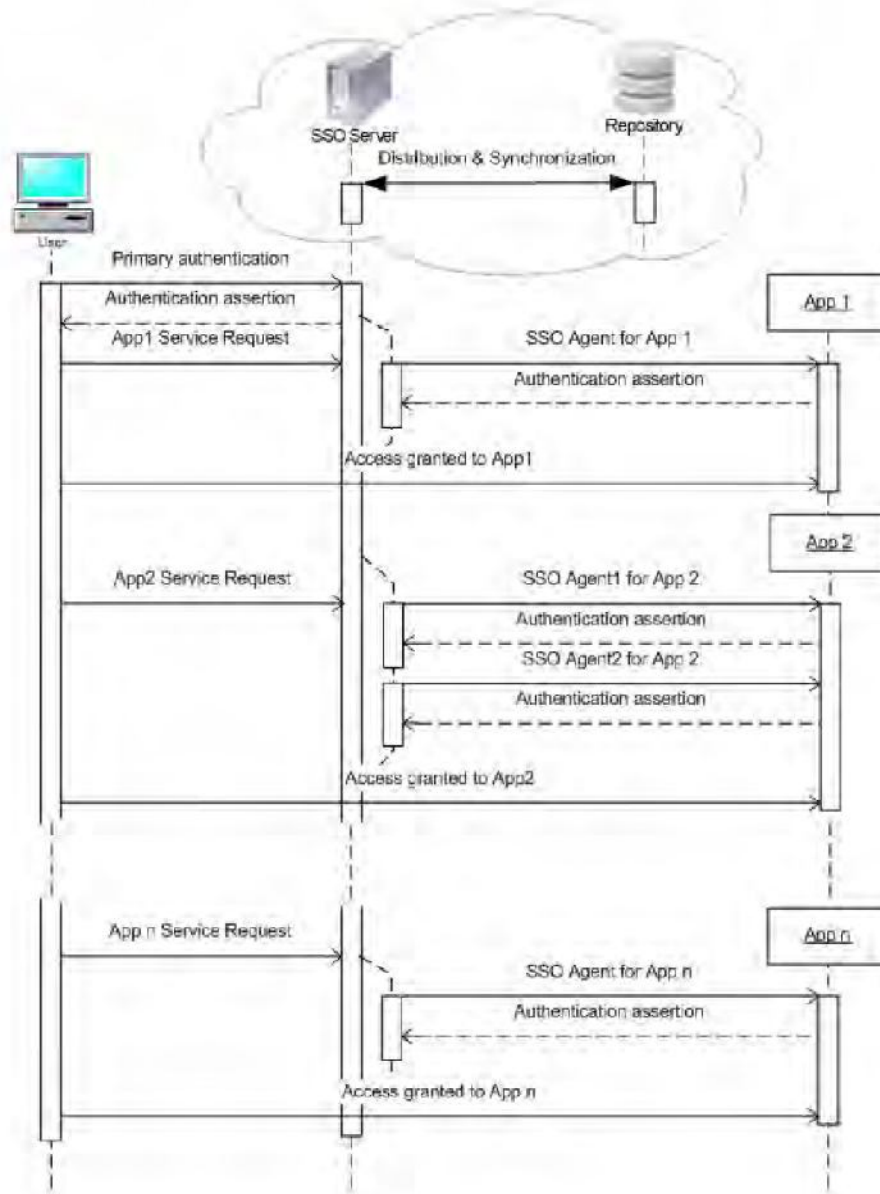 SSO Server
Repository
Distribution & Synchronization
User
Primary authentication
Authentication assertion
App 1
App1 Service Request
SSO Agent for App 1
Authentication assertion
Access granted to App1
App 2
App2 Service Request
SSO Agent1 for App 2
Authentication assertion
SSO Agent2 for App 2
Authentication assertion
Access granted to App2
App n
App n Service Request
SSO Agent for App n
Authentication assertion
Access granted to App n